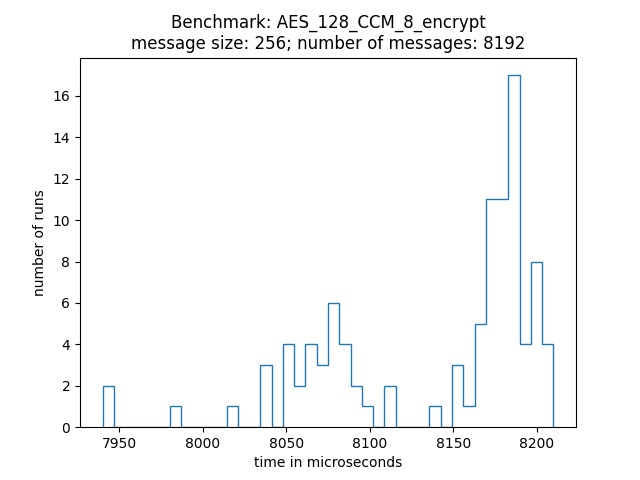 Benchmark: AES_128_CCM_8_encrypt
message size: 256; number of messages: 8192
16
14
12
10
8
6
4
2
0
number of runs
7950 8000 8050 8100 8150 8200
time in microseconds